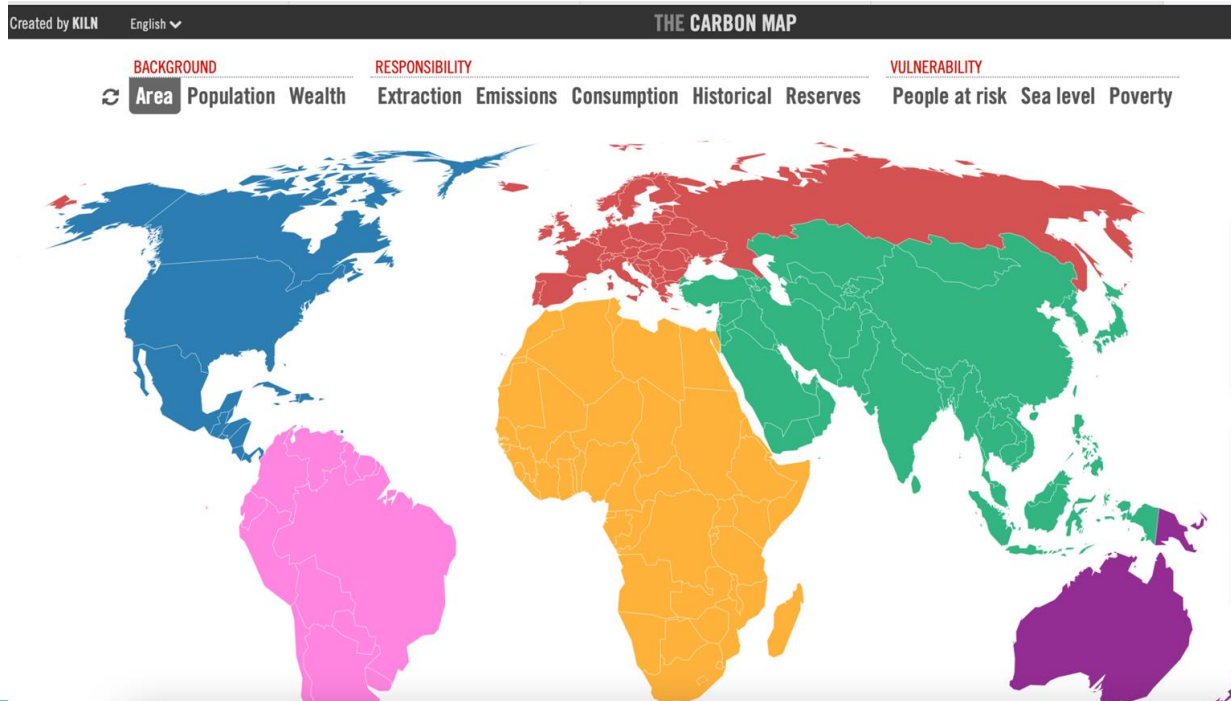 Created by KILN English THE CARBON MAP
BACKGROUND RESPONSIBILITY VULNERABILITY
Area Population Wealth Extraction Emissions Consumption Historical Reserves People at risk Sea level Poverty